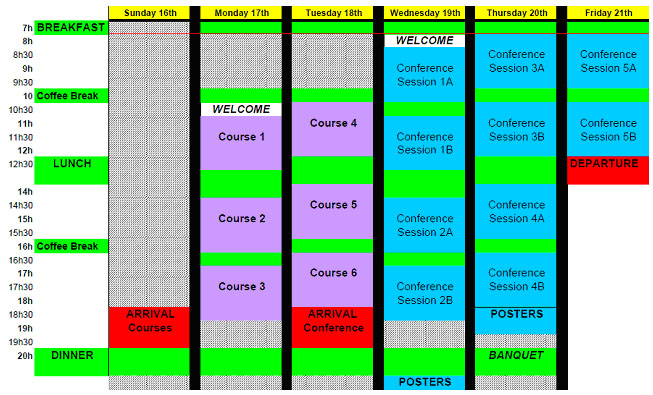 Sunday 16th Monday 17th Tuesday 18th Wednesday 19th Thursday 20th Friday 21th
7h BREAKFAST
8h WELCOME
8h30 Conference Conference Conference
9h Session 1A Session 3A Session 5A
9h30
10 Coffee Break
10h30 WELCOME
11h Course 1 Course 4 Conference Conference Conference
11h30 Session 1B Session 3B Session 5B
12h
12h30 LUNCH DEPARTURE
14h
14h30 Course 2 Course 5 Conference Conference
15h Session 2A Session 4A
15h30
16h Coffee Break
16h30
17h Course 3 Course 6 Conference Conference
17h30 Session 2B Session 4B
18h
18h30 ARRIVAL ARRIVAL POSTERS
19h Courses Conference
19h30
20h DINNER BANQUET
POSTERS